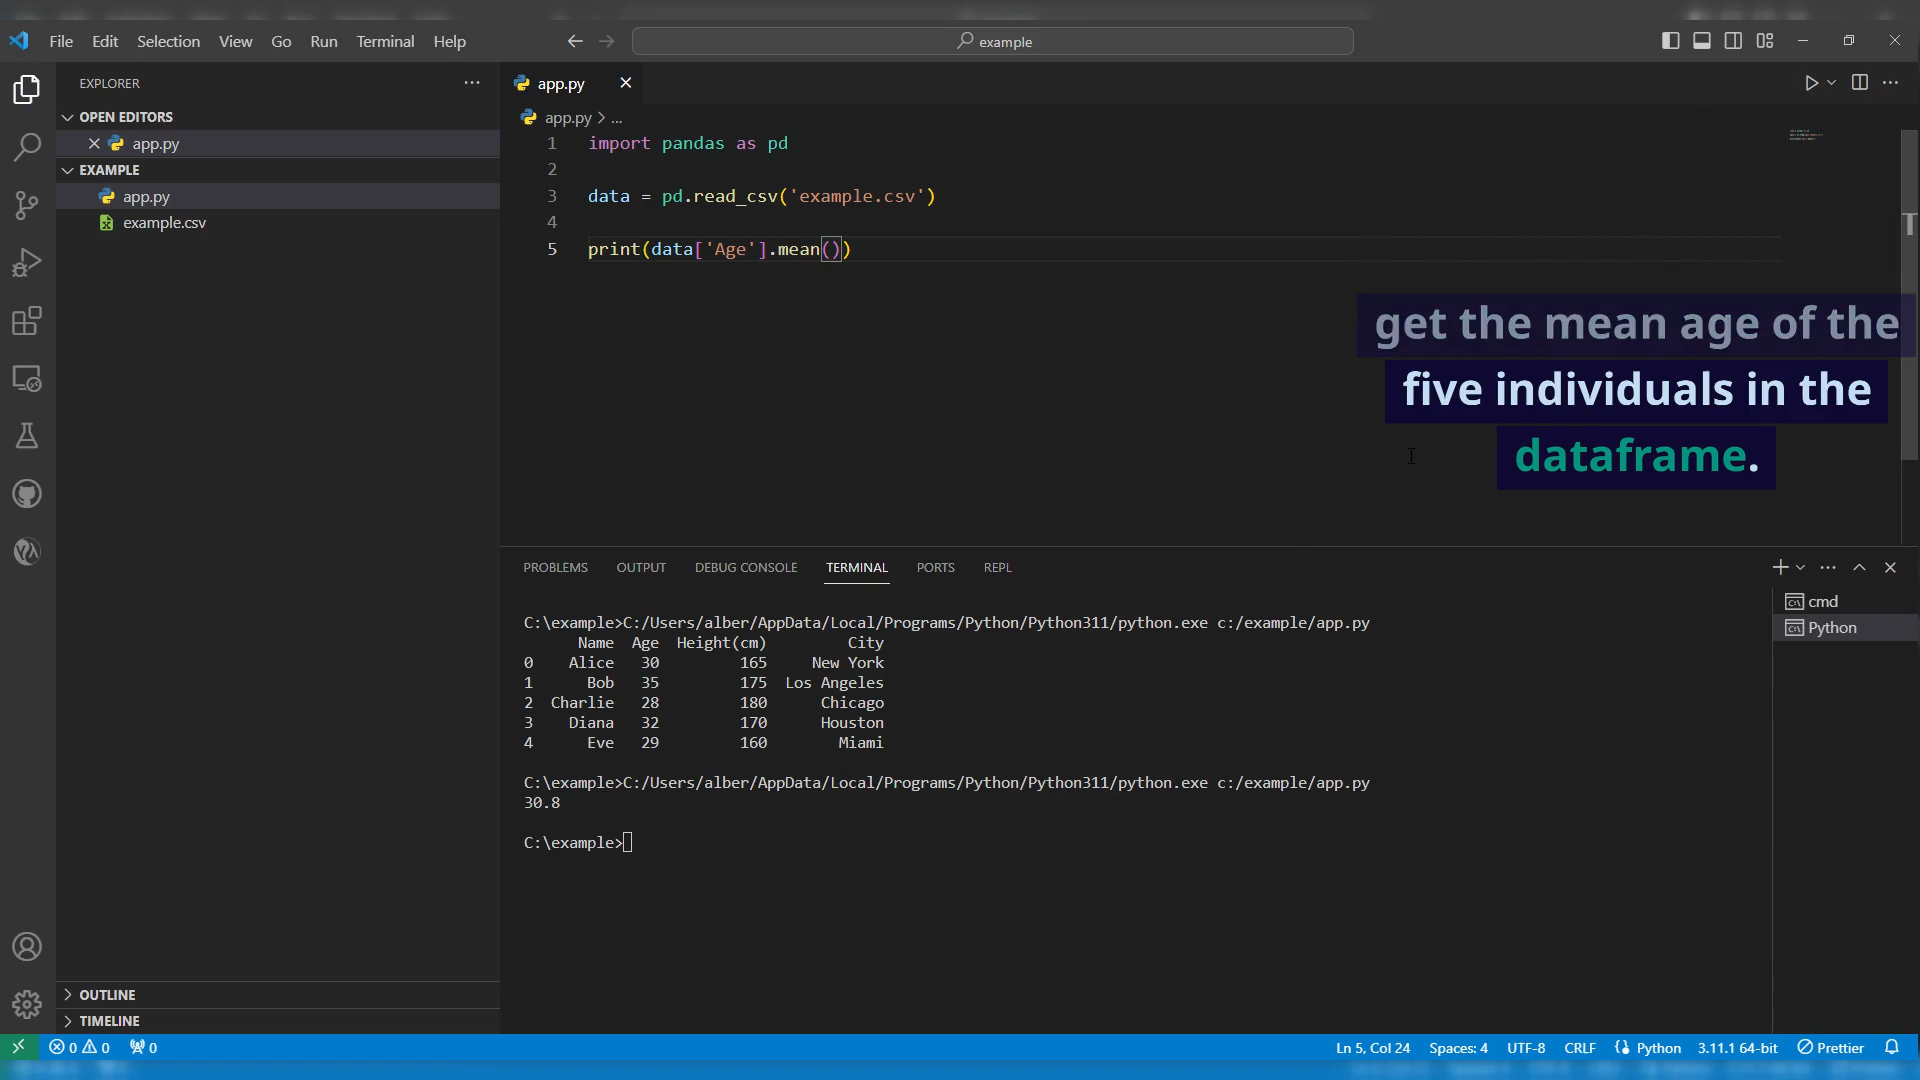 File Edit Selection View Go Run Terminal Help
example
EXPLORER
OPEN EDITORS
app.py
EXAMPLE
app.py
example.csv
OUTLINE
TIMELINE
app.py
app.py > ...
1 import pandas as pd
2
3 data = pd.read_csv('example.csv')
4
5 print(data['Age'].mean())
get the mean age of the
five individuals in the
dataframe.
PROBLEMS OUTPUT DEBUG CONSOLE TERMINAL PORTS REPL
cmd
Python
C:\example>C:/Users/alber/AppData/Local/Programs/Python/Python311/python.exe c:/example/app.py
Name Age Height(cm) City
0 Alice 30 165 New York
1 Bob 35 175 Los Angeles
2 Charlie 28 180 Chicago
3 Diana 32 170 Houston
4 Eve 29 160 Miami
C:\example>C:/Users/alber/AppData/Local/Programs/Python/Python311/python.exe c:/example/app.py
30.8
C:\example>
0 0 0 Ln 5, Col 24 Spaces: 4 UTF-8 CRLF Python 3.11.1 64-bit Prettier